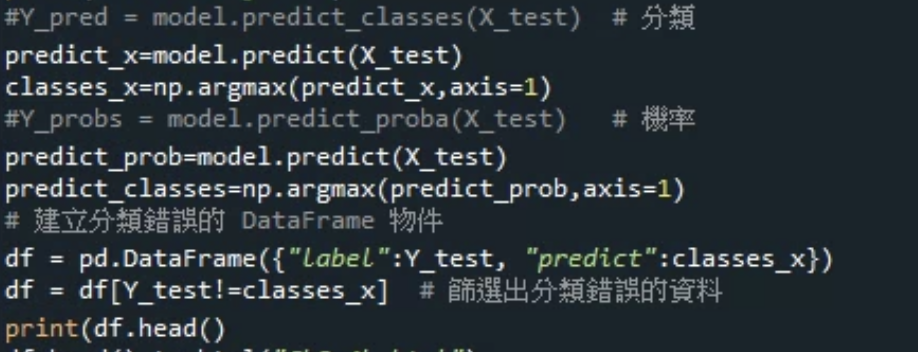 #Y_pred = model.predict_classes(X_test)  # 分類
predict_x=model.predict(X_test)
classes_x=np.argmax(predict_x,axis=1)
#Y_probs = model.predict_proba(X_test)   # 機率
predict_prob=model.predict(X_test)
predict_classes=np.argmax(predict_prob,axis=1)
# 建立分類錯誤的 DataFrame 物件
df = pd.DataFrame({"label":Y_test, "predict":classes_x})
df = df[Y_test!=classes_x]  # 篩選出分類錯誤的資料
print(df.head()